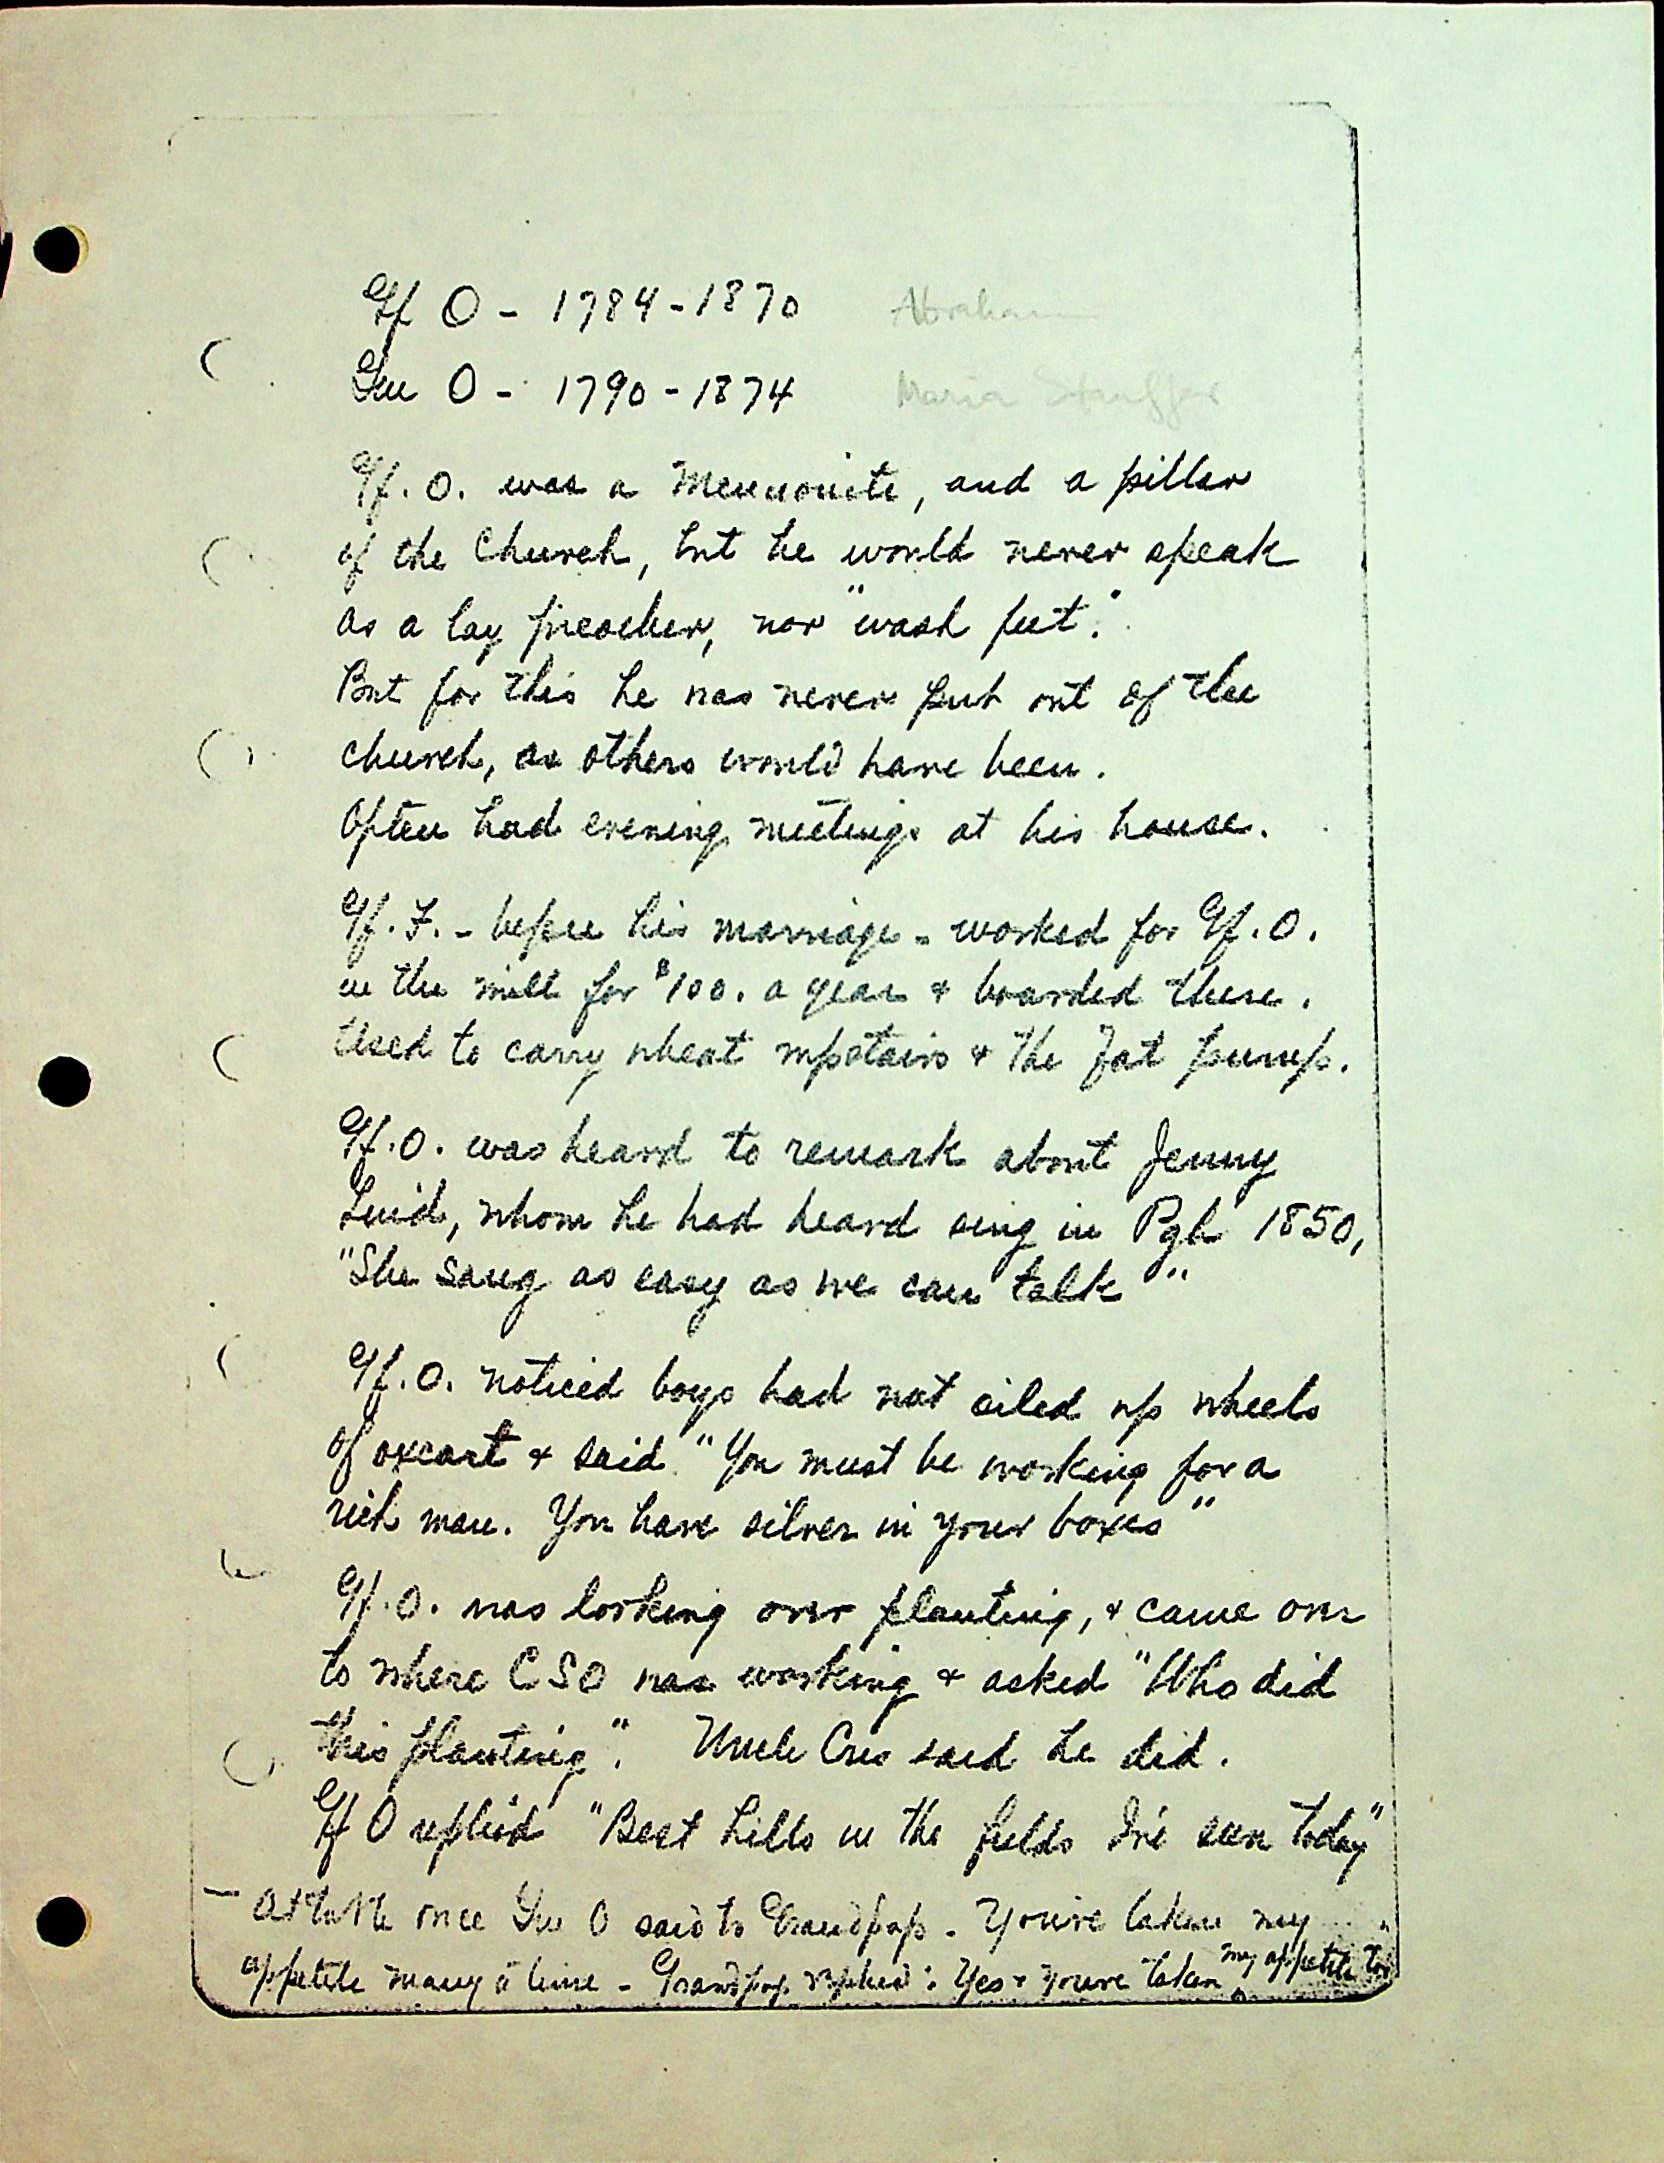 Gf O - 1784-1870 Abraham
Gm O - 1790-1874 Maria Stauffer
Gf. O. was a Mennonite, and a pillar
of the Church, but he would never speak
as a lay preacher, nor "wash feet".
But for this he was never put out of the
church, as others would have been.
Often had evening meetings at his house.
Gf. F. - before his marriage - worked for Gf. O.
in the mill for $100. a year & boarded there.
Used to carry wheat upstairs & the fat pump.
Gf. O. was heard to remark about Jenny
Lind, whom he had heard sing in Pgh 1850,
"She sang as easy as we can talk"
Gf. O. noticed boys had not oiled up wheels
of oxcart & said "You must be working for a
rich man. You have silver in your boxes"
Gf. O. was looking over planting, & came over
to where C S O was working & asked "Who did
this planting". Uncle Cris said he did.
Gf O replied "Best hills in the fields I've seen today"
- At table once Gm O said to Grandpap - You've taken my
appetite many a time - Grandpap replied: Yes & you've taken my appetite too"